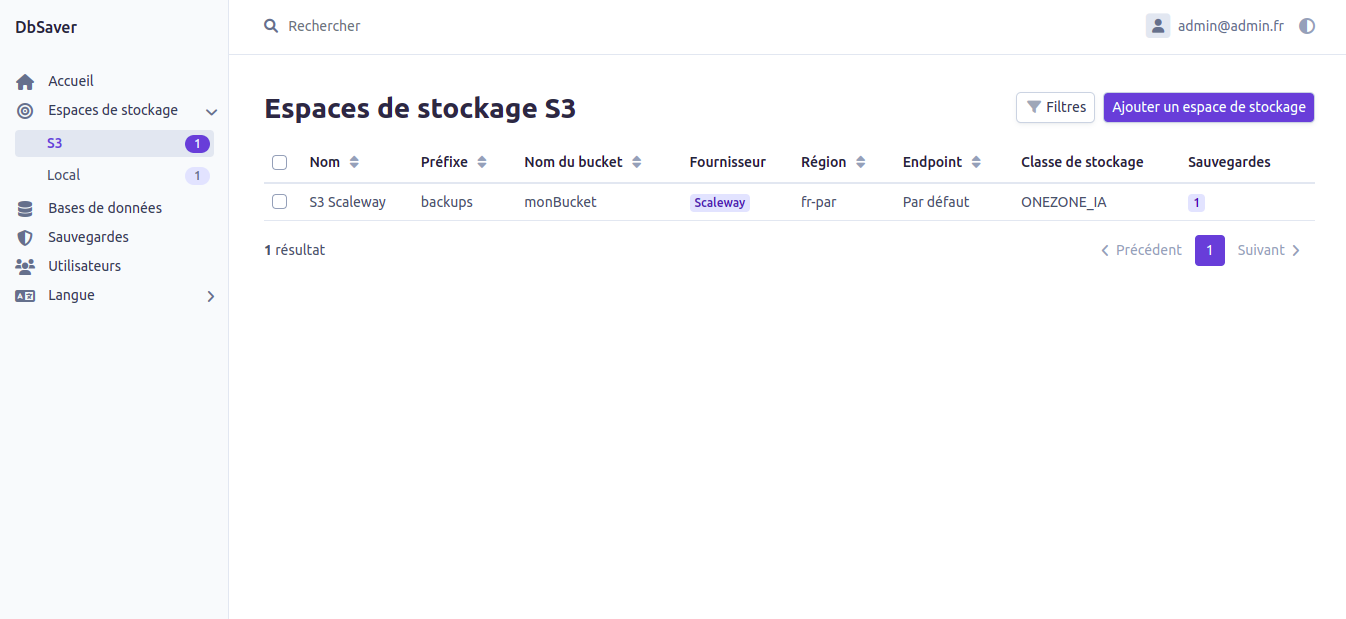 DbSaver
Rechercher
admin@admin.fr
Accueil
Espaces de stockage
S3 1
Local 1
Bases de données
Sauvegardes
Utilisateurs
Langue
Espaces de stockage S3
Filtres
Ajouter un espace de stockage
Nom Préfixe Nom du bucket Fournisseur Région Endpoint Classe de stockage Sauvegardes
S3 Scaleway backups monBucket Scaleway fr-par Par défaut ONEZONE_IA 1
1 résultat
Précédent 1 Suivant